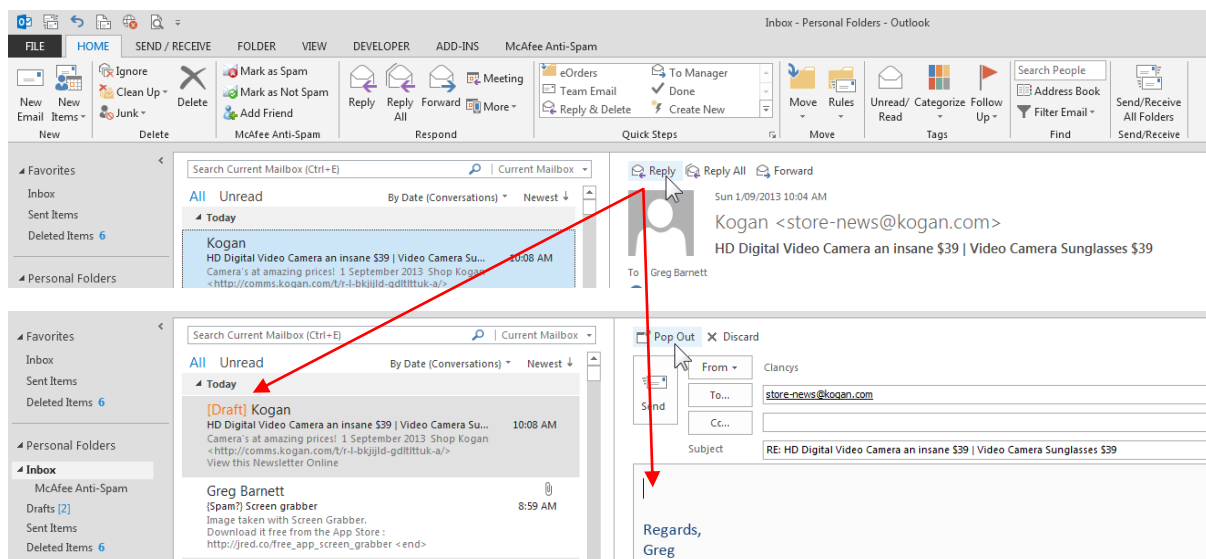 Inbox - Personal Folders - Outlook
FILE HOME SEND / RECEIVE FOLDER VIEW DEVELOPER ADD-INS McAfee Anti-Spam
New Email
New Items
New
Ignore
Clean Up
Junk
Delete
Delete
Mark as Spam
Mark as Not Spam
Add Friend
McAfee Anti-Spam
Reply
Reply All
Forward
Meeting
More
Respond
eOrders
Team Email
Reply & Delete
To Manager
Done
Create New
Quick Steps
Move
Rules
Move
Unread/ Read
Categorize
Follow Up
Tags
Search People
Address Book
Filter Email
Find
Send/Receive All Folders
Send/Receive
Favorites
Inbox
Sent Items
Deleted Items 6
Personal Folders
Search Current Mailbox (Ctrl+E) Current Mailbox
All Unread By Date (Conversations) Newest
Today
Kogan
HD Digital Video Camera an insane $39 | Video Camera Su... 10:08 AM
Camera's at amazing prices! 1 September 2013 Shop Kogan
<http://comms.kogan.com/t/r-l-bkjijld-gdltlttuk-a/>
Reply Reply All Forward
Sun 1/09/2013 10:04 AM
Kogan <store-news@kogan.com>
HD Digital Video Camera an insane $39 | Video Camera Sunglasses $39
To Greg Barnett
Favorites
Inbox
Sent Items
Deleted Items 6
Personal Folders
Inbox
McAfee Anti-Spam
Drafts [2]
Sent Items
Deleted Items 6
Search Current Mailbox (Ctrl+E) Current Mailbox
All Unread By Date (Conversations) Newest
Today
[Draft] Kogan
HD Digital Video Camera an insane $39 | Video Camera Su... 10:08 AM
Camera's at amazing prices! 1 September 2013 Shop Kogan
<http://comms.kogan.com/t/r-l-bkjijld-gdltlttuk-a/>
View this Newsletter Online
Greg Barnett
{Spam?} Screen grabber 8:59 AM
Image taken with Screen Grabber.
Download it free from the App Store :
http://jred.co/free_app_screen_grabber <end>
Pop Out Discard
Send
From Clancys
To... store-news@kogan.com
Cc...
Subject RE: HD Digital Video Camera an insane $39 | Video Camera Sunglasses $39
Regards,
Greg